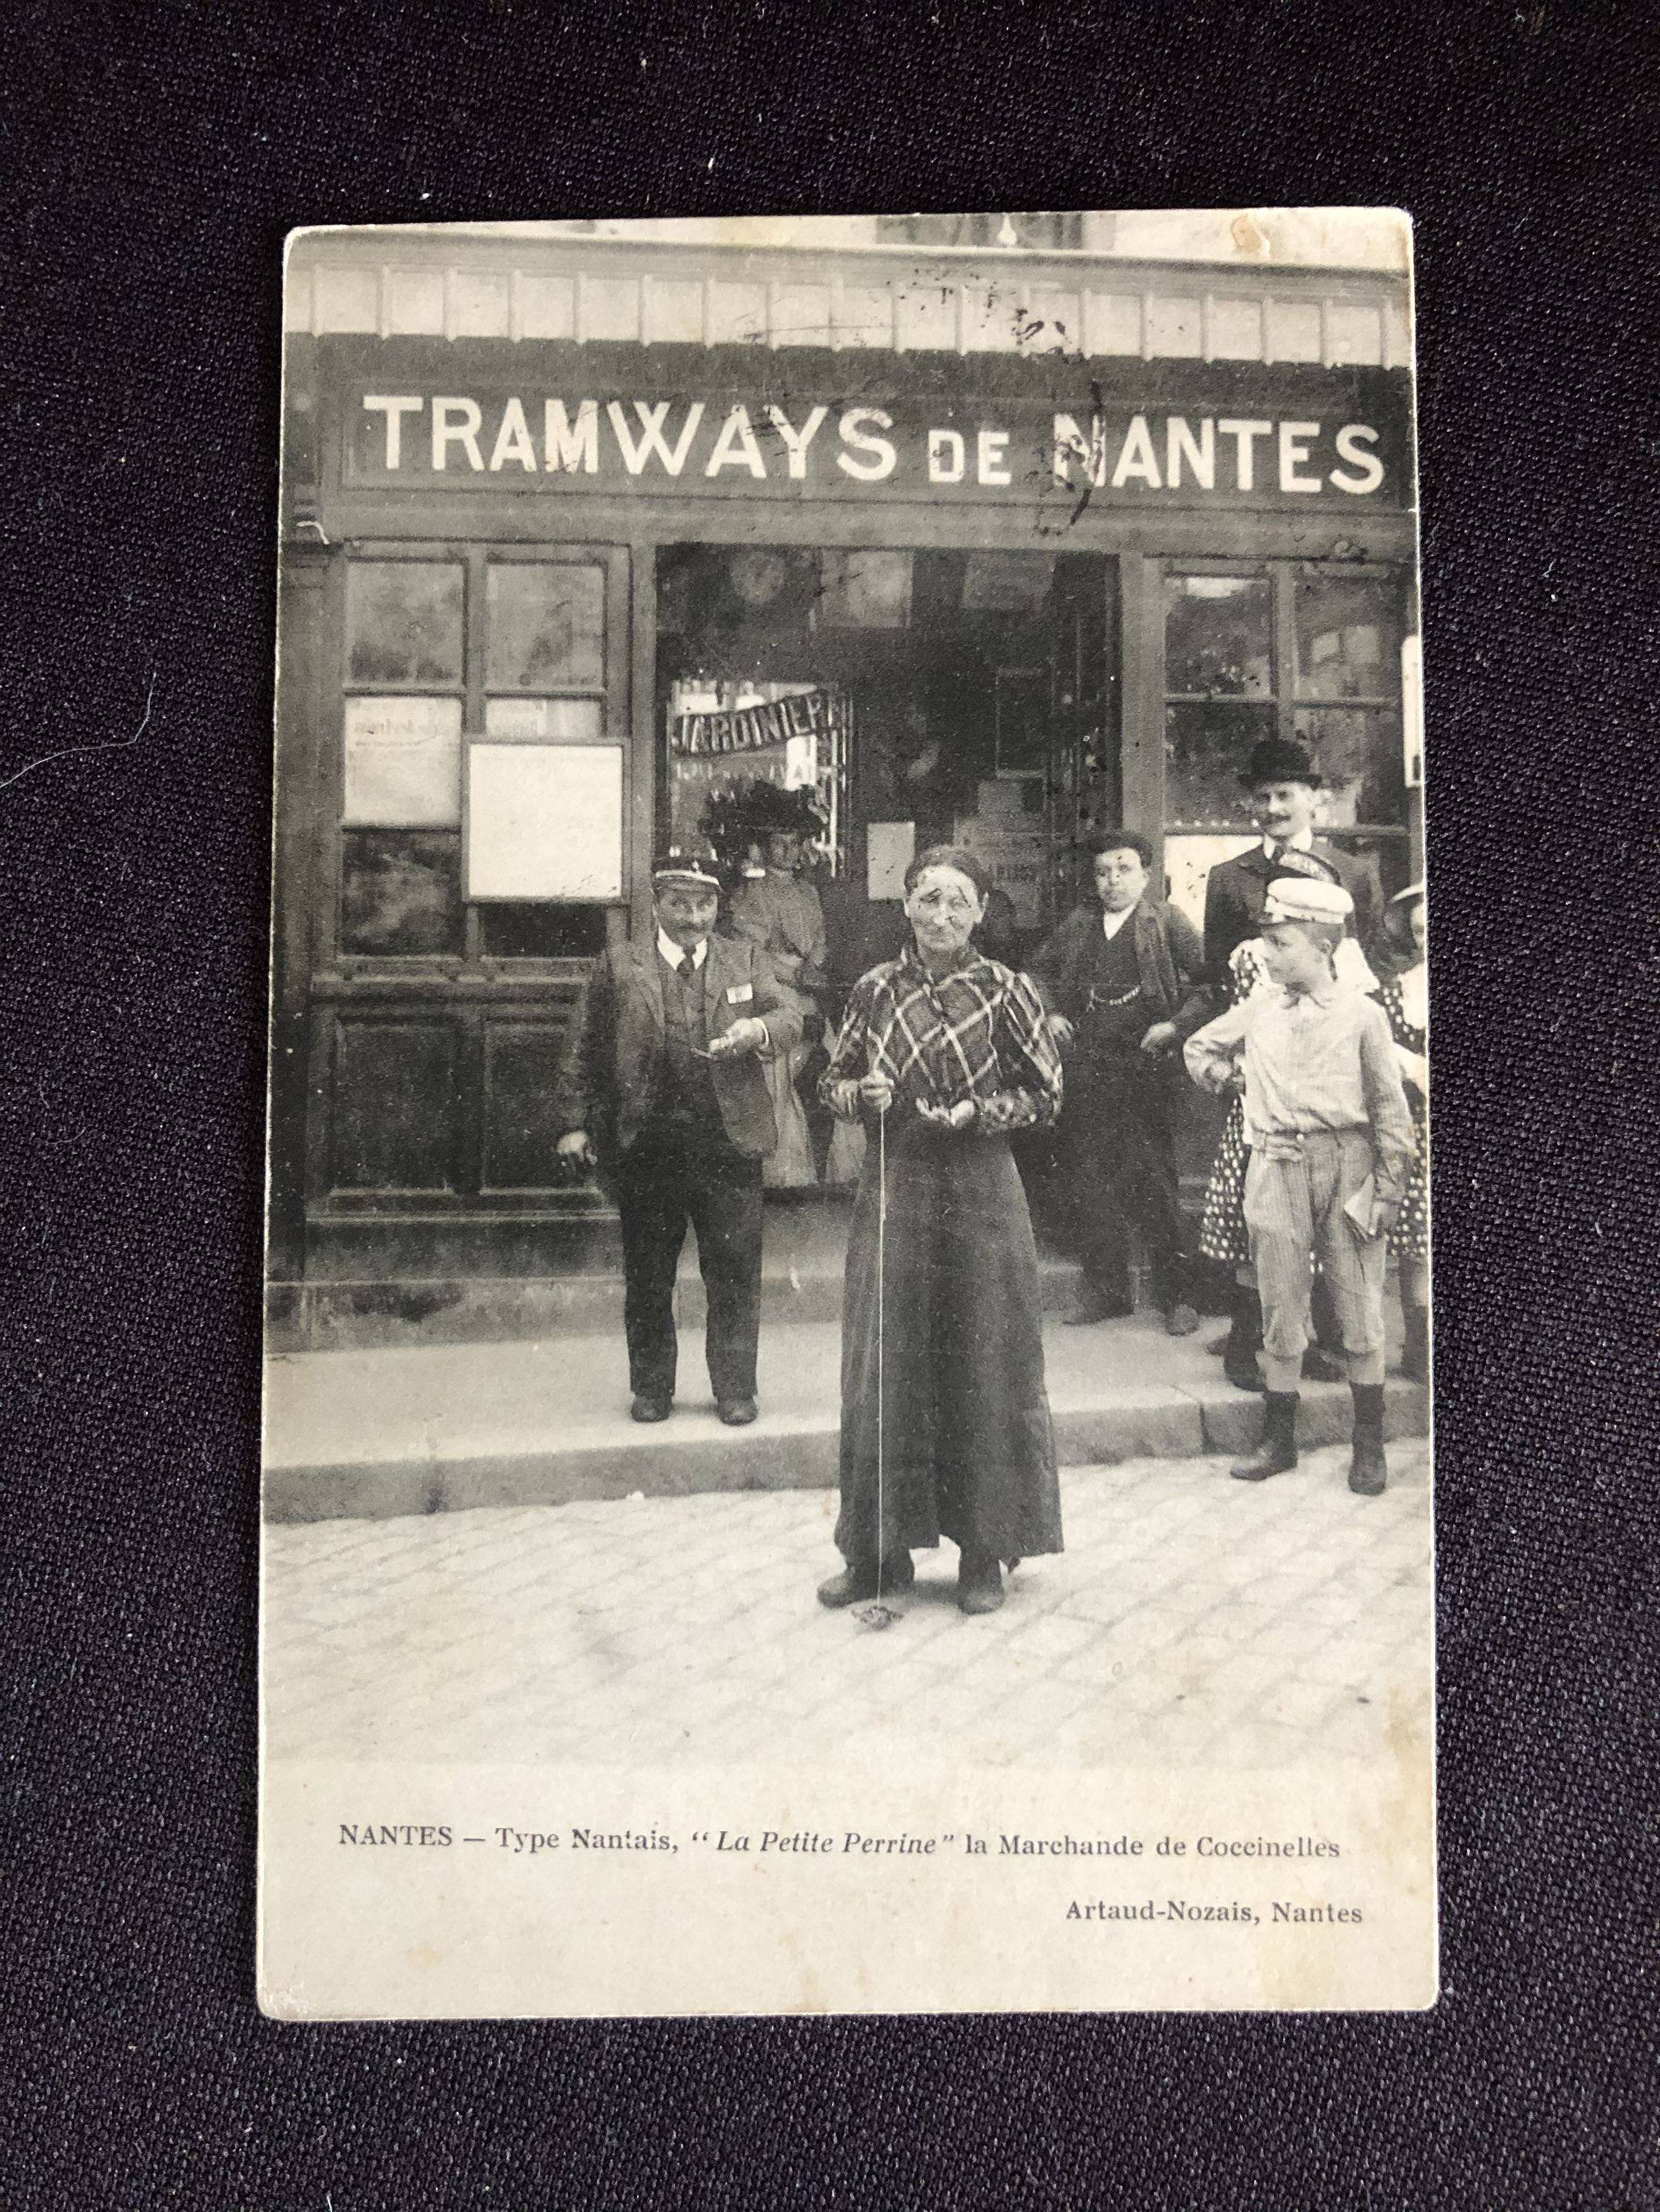 TRAMWAYS DE NANTES
JARDINIER
NANTES — Type Nantais, “ La Petite Perrine ” la Marchande de Coccinelles
Artaud-Nozais, Nantes